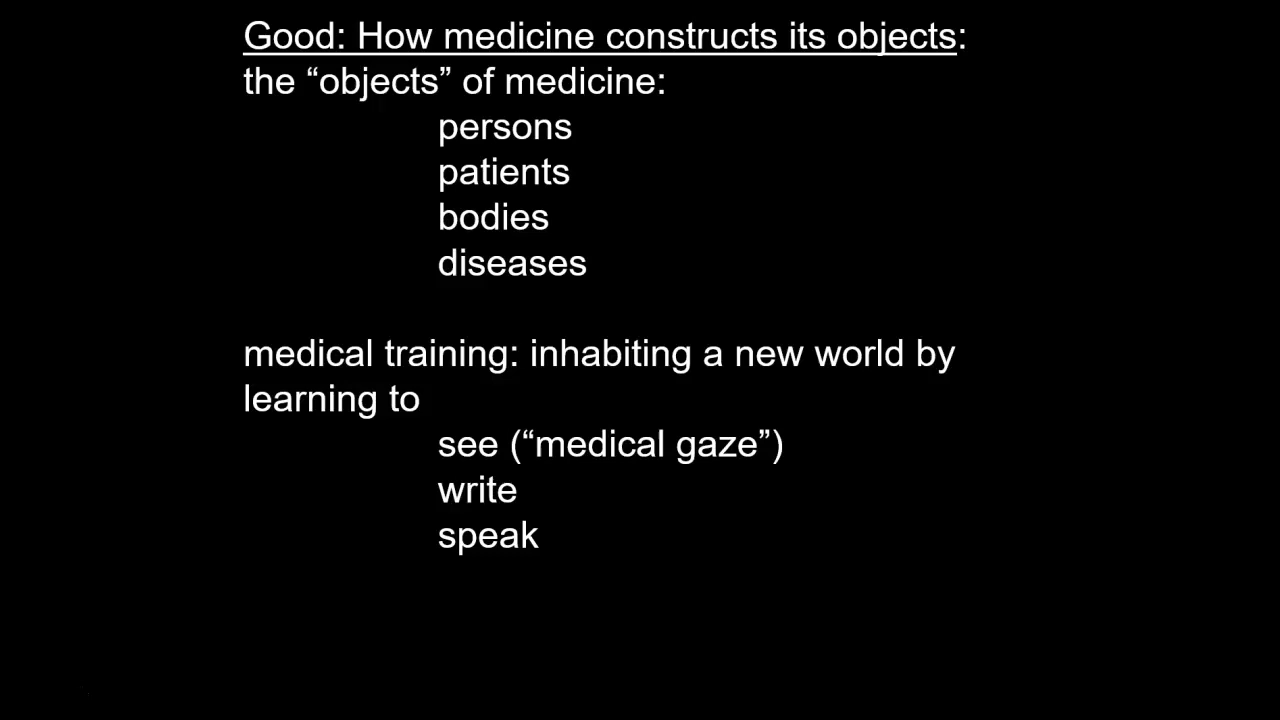 Good: How medicine constructs its objects:
the “objects” of medicine:
persons
patients
bodies
diseases
medical training: inhabiting a new world by
learning to
see (“medical gaze”)
write
speak